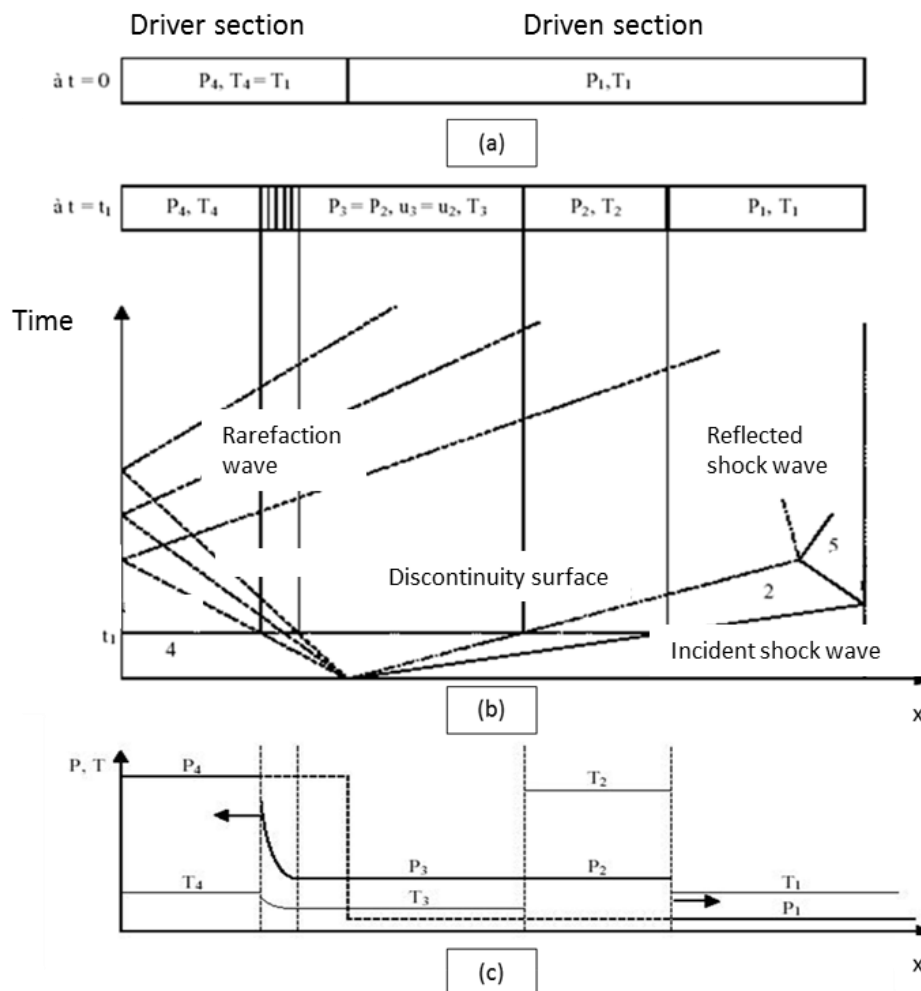 Driver section
Driven section
à t = 0
P₄, T₄ = T₁
P₁,T₁
(a)
à t = t₁
P₄, T₄
P₃ = P₂, u₃ = u₂, T₃
P₂, T₂
P₁, T₁
Time
Rarefaction
wave
Reflected
shock wave
5
Discontinuity surface
2
t₁
4
Incident shock wave
x
(b)
P, T
P₄
T₂
P₃
P₂
T₄
T₃
T₁
P₁
x
(c)